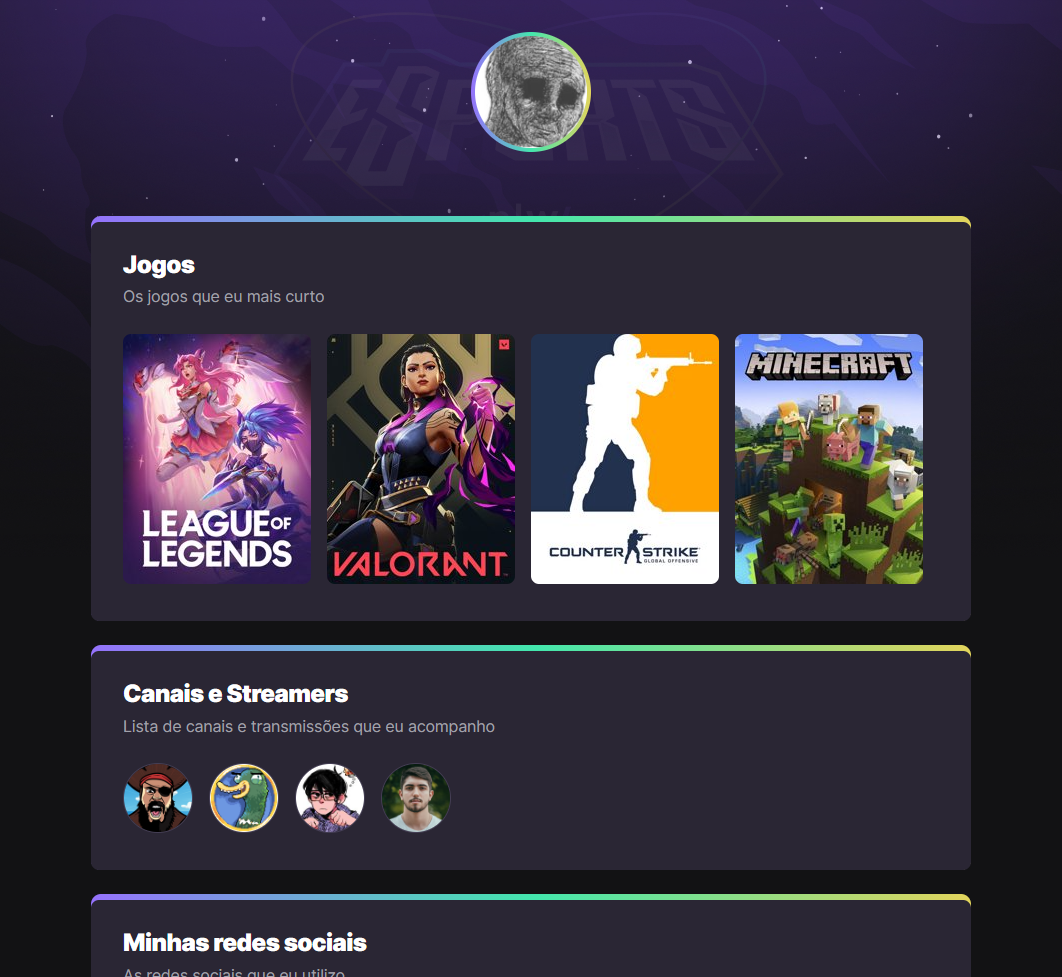 ESPORTS
nlw
Jogos
Os jogos que eu mais curto
LEAGUE OF
LEGENDS
VALORANT
COUNTER STRIKE
GLOBAL OFFENSIVE
MINECRAFT
Canais e Streamers
Lista de canais e transmissões que eu acompanho
Minhas redes sociais
As redes sociais que eu utilizo